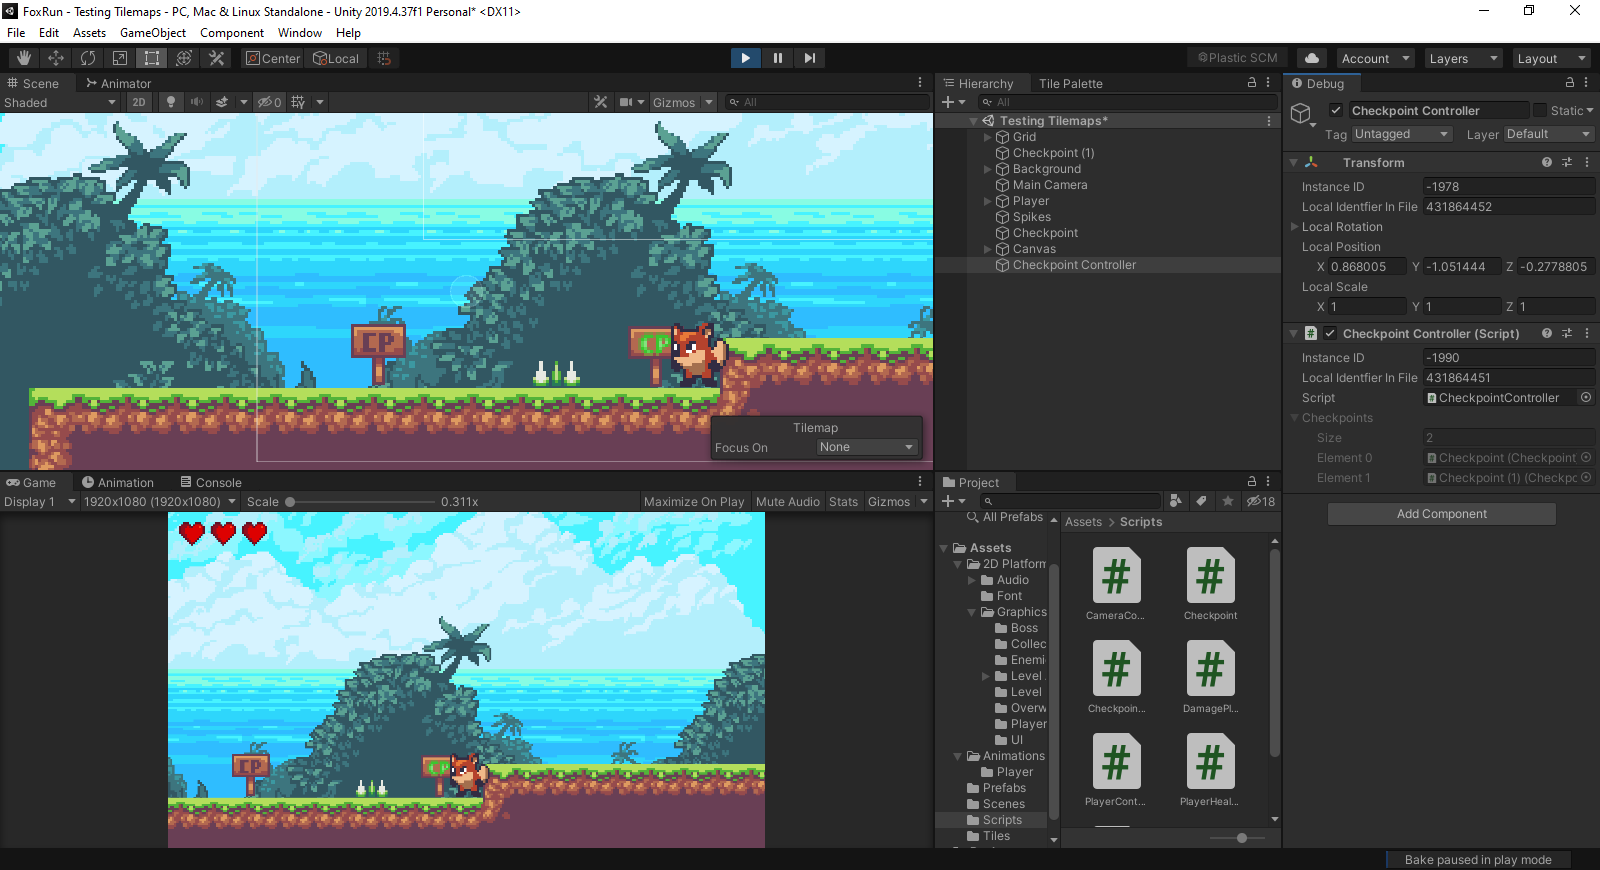 FoxRun - Testing Tilemaps - PC, Mac & Linux Standalone - Unity 2019.4.37f1 Personal* <DX11>
File Edit Assets GameObject Component Window Help
Center Local Plastic SCM Account Layers Layout
Scene Animator
Shaded 2D 0 Gizmos All
CP CP
Tilemap
Focus On None
Game Animation Console
Display 1 1920x1080 (1920x1080) Scale 0.311x Maximize On Play Mute Audio Stats Gizmos
CP CP
Hierarchy Tile Palette
All
Testing Tilemaps*
Grid
Checkpoint (1)
Background
Main Camera
Player
Spikes
Checkpoint
Canvas
Checkpoint Controller
Project
18
All Prefabs
Assets
2D Platform
Audio
Font
Graphics
Boss
Collec
Enemi
Level
Level
Overw
Player
UI
Animations
Player
Prefabs
Scenes
Scripts
Tiles
Assets > Scripts
CameraCo... Checkpoint
Checkpoin... DamagePl...
PlayerCont... PlayerHeal...
Debug
Checkpoint Controller Static
Tag Untagged Layer Default
Transform
Instance ID -1978
Local Identfier In File 431864452
Local Rotation
Local Position
X 0.868005 Y -1.051444 Z -0.2778805
Local Scale
X 1 Y 1 Z 1
Checkpoint Controller (Script)
Instance ID -1990
Local Identfier In File 431864451
Script CheckpointController
Checkpoints
Size 2
Element 0 Checkpoint (Checkpoint
Element 1 Checkpoint (1) (Checkpc
Add Component
Bake paused in play mode